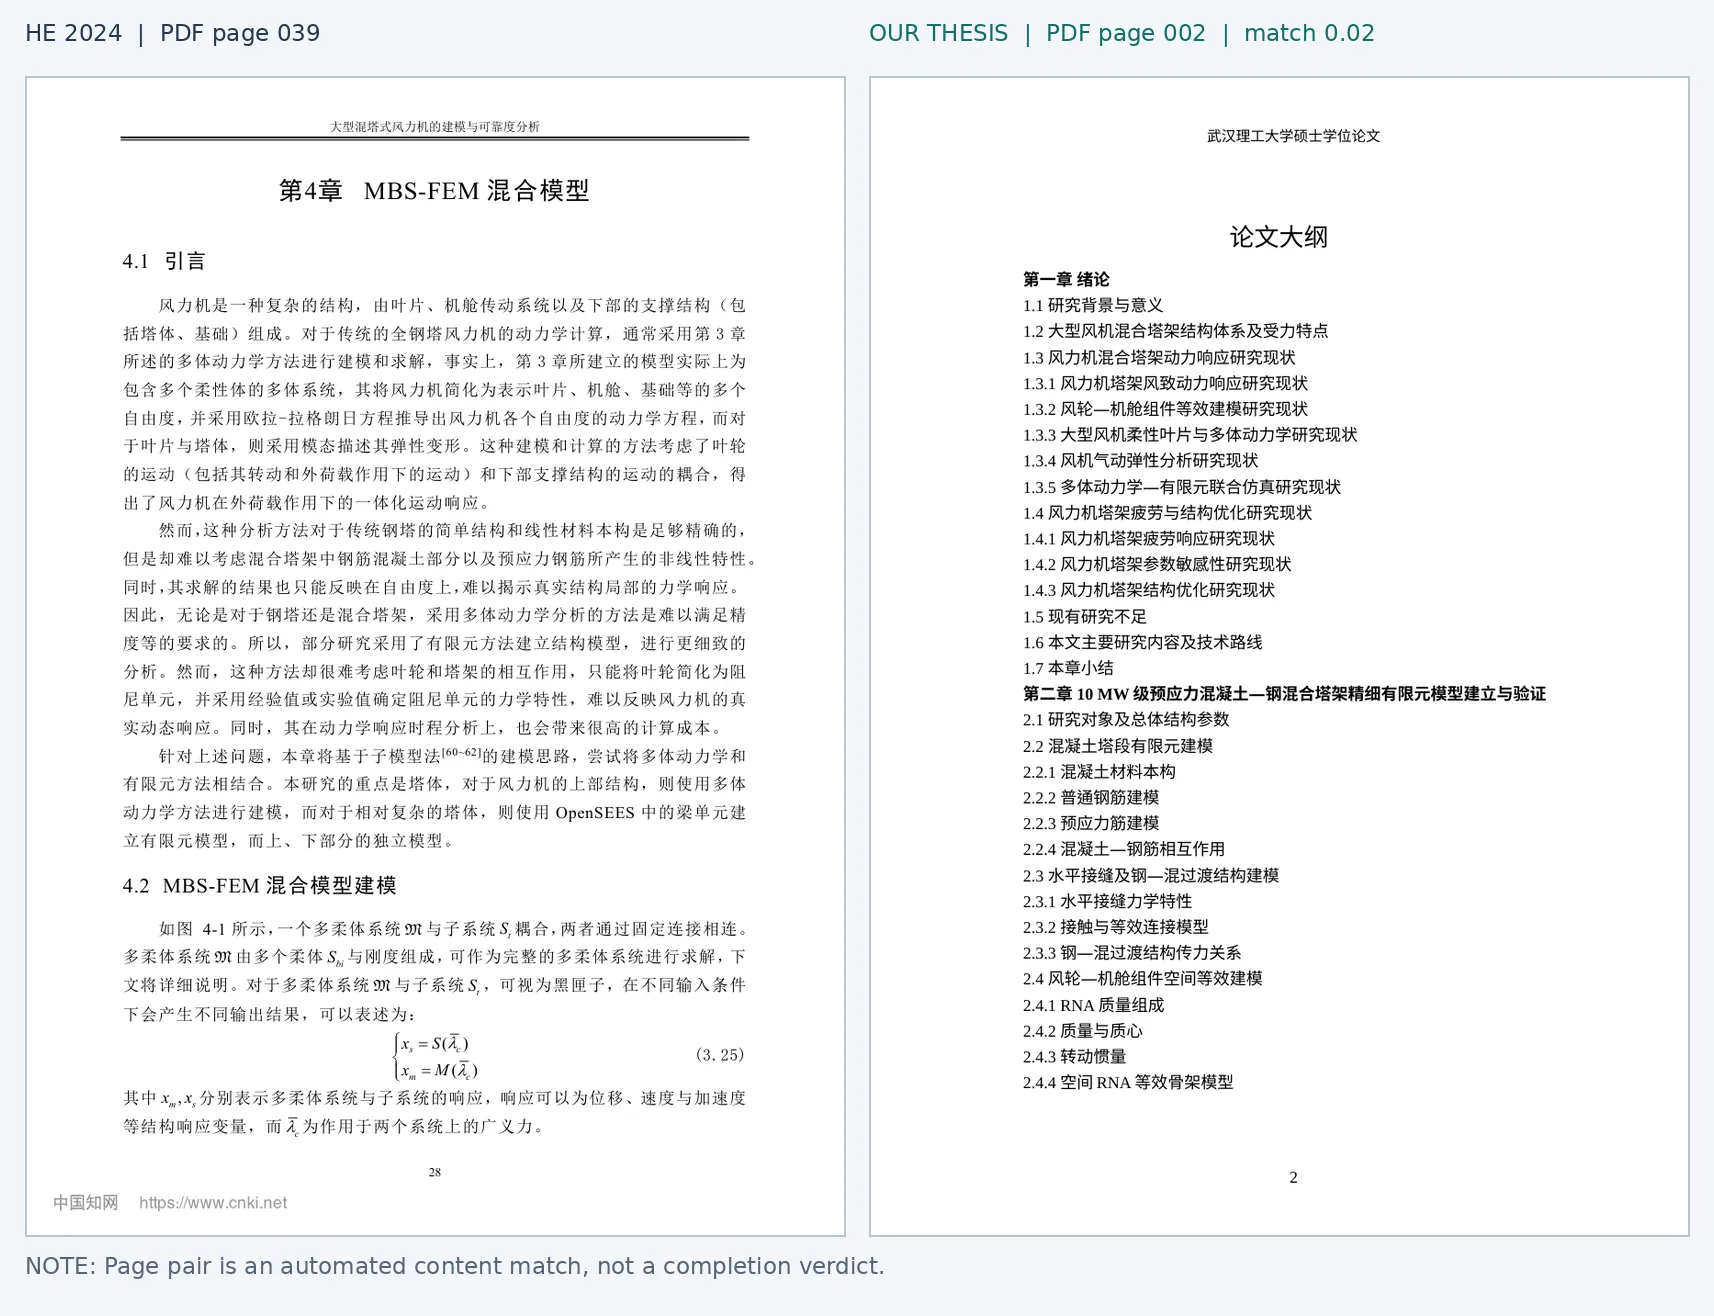 HE 2024 | PDF page 039
大型混塔式风力机的建模与可靠度分析
第4章 MBS-FEM 混合模型
4.1 引言
风力机是一种复杂的结构，由叶片、机舱传动系统以及下部的支撑结构（包
括塔体、基础）组成。对于传统的全钢塔风力机的动力学计算，通常采用第 3 章
所述的多体动力学方法进行建模和求解，事实上，第 3 章所建立的模型实际上为
包含多个柔性体的多体系统，其将风力机简化为表示叶片、机舱、基础等的多个
自由度，并采用欧拉-拉格朗日方程推导出风力机各个自由度的动力学方程，而对
于叶片与塔体，则采用模态描述其弹性变形。这种建模和计算的方法考虑了叶轮
的运动（包括其转动和外荷载作用下的运动）和下部支撑结构的运动的耦合，得
出了风力机在外荷载作用下的一体化运动响应。
然而，这种分析方法对于传统钢塔的简单结构和线性材料本构是足够精确的，
但是却难以考虑混合塔架中钢筋混凝土部分以及预应力钢筋所产生的非线性特性。
同时，其求解的结果也只能反映在自由度上，难以揭示真实结构局部的力学响应。
因此，无论是对于钢塔还是混合塔架，采用多体动力学分析的方法是难以满足精
度等的要求的。所以，部分研究采用了有限元方法建立结构模型，进行更细致的
分析。然而，这种方法却很难考虑叶轮和塔架的相互作用，只能将叶轮简化为阻
尼单元，并采用经验值或实验值确定阻尼单元的力学特性，难以反映风力机的真
实动态响应。同时，其在动力学响应时程分析上，也会带来很高的计算成本。
针对上述问题，本章将基于子模型法[60~62]的建模思路，尝试将多体动力学和
有限元方法相结合。本研究的重点是塔体，对于风力机的上部结构，则使用多体
动力学方法进行建模，而对于相对复杂的塔体，则使用 OpenSEES 中的梁单元建
立有限元模型，而上、下部分的独立模型。
4.2 MBS-FEM 混合模型建模
如图 4-1 所示，一个多柔体系统 𝔐 与子系统 S_t 耦合，两者通过固定连接相连。
多柔体系统 𝔐 由多个柔体 S_bi 与刚度组成，可作为完整的多柔体系统进行求解，下
文将详细说明。对于多柔体系统 𝔐 与子系统 S_t，可视为黑匣子，在不同输入条件
下会产生不同输出结果，可以表述为：
x_s = S(λ̄_c)
x_m = M(λ̄_c)
(3.25)
其中 x_m, x_s 分别表示多柔体系统与子系统的响应，响应可以为位移、速度与加速度
等结构响应变量，而 λ̄_c 为作用于两个系统上的广义力。
28
中国知网 https://www.cnki.net
OUR THESIS | PDF page 002 | match 0.02
武汉理工大学硕士学位论文
论文大纲
第一章 绪论
1.1 研究背景与意义
1.2 大型风机混合塔架结构体系及受力特点
1.3 风力机混合塔架动力响应研究现状
1.3.1 风力机塔架风致动力响应研究现状
1.3.2 风轮—机舱组件等效建模研究现状
1.3.3 大型风机柔性叶片与多体动力学研究现状
1.3.4 风机气动弹性分析研究现状
1.3.5 多体动力学—有限元联合仿真研究现状
1.4 风力机塔架疲劳与结构优化研究现状
1.4.1 风力机塔架疲劳响应研究现状
1.4.2 风力机塔架参数敏感性研究现状
1.4.3 风力机塔架结构优化研究现状
1.5 现有研究不足
1.6 本文主要研究内容及技术路线
1.7 本章小结
第二章 10 MW 级预应力混凝土—钢混合塔架精细有限元模型建立与验证
2.1 研究对象及总体结构参数
2.2 混凝土塔段有限元建模
2.2.1 混凝土材料本构
2.2.2 普通钢筋建模
2.2.3 预应力筋建模
2.2.4 混凝土—钢筋相互作用
2.3 水平接缝及钢—混过渡结构建模
2.3.1 水平接缝力学特性
2.3.2 接触与等效连接模型
2.3.3 钢—混过渡结构传力关系
2.4 风轮—机舱组件空间等效建模
2.4.1 RNA 质量组成
2.4.2 质量与质心
2.4.3 转动惯量
2.4.4 空间 RNA 等效骨架模型
2
NOTE: Page pair is an automated content match, not a completion verdict.